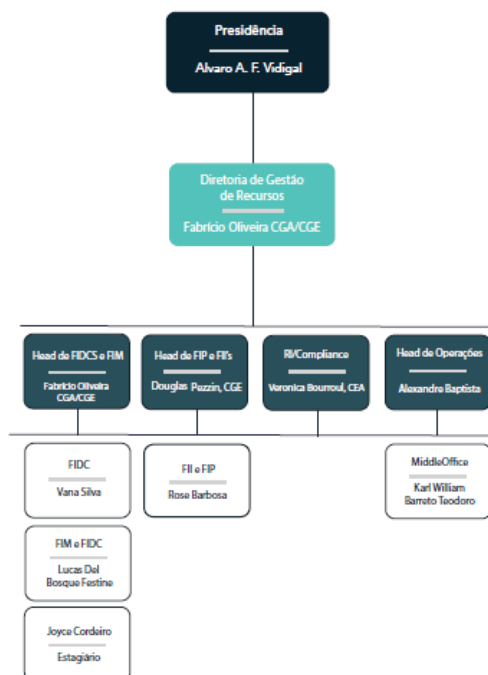 Presidência
Alvaro A. F. Vidigal
Diretoria de Gestão
de Recursos
Fabrício Oliveira CGA/CGE
Head de FIDCS e FIM
Fabricio Oliveira
CGA/CGE
Head de FIP e FII's
Douglas Pezzin, CGE
RI/Compliance
Veronica Bourroul, CEA
Head de Operações
Alexandre Baptista
FIDC
Vana Silva
FII e FIP
Rose Barbosa
MiddleOffice
Karl William
Barreto Teodoro
FIM e FIDC
Lucas Del
Bosque Festine
Joyce Cordeiro
Estagiário